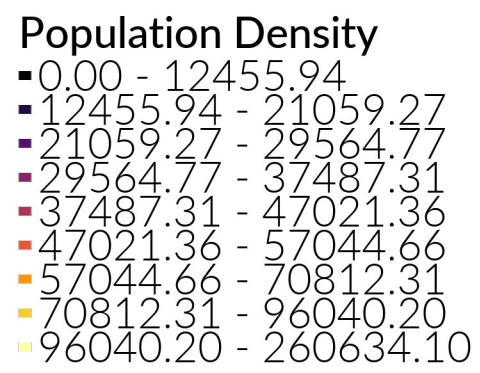 Population Density
0.00 - 12455.94
12455.94 - 21059.27
21059.27 - 29564.77
29564.77 - 37487.31
37487.31 - 47021.36
47021.36 - 57044.66
57044.66 - 70812.31
70812.31 - 96040.20
96040.20 - 260634.10